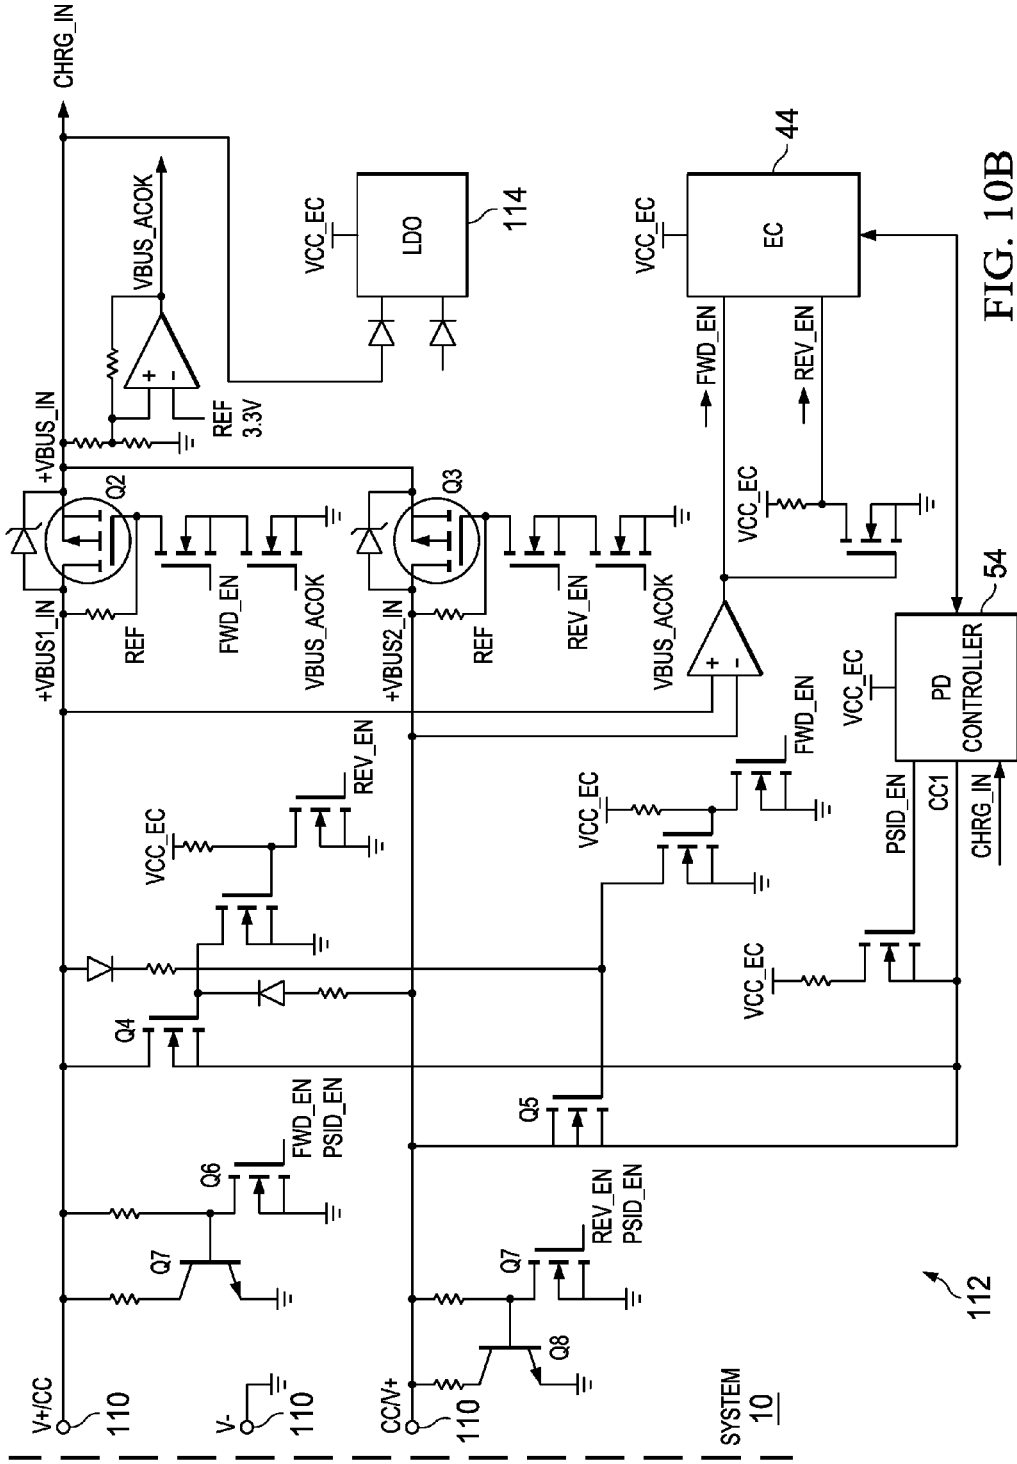 V+/CC
110
V-
110
CC/V+
110
SYSTEM
10
112
Q7
Q6
FWD_EN
PSID_EN
Q8
Q7
REV_EN
PSID_EN
Q4
Q5
VCC_EC
REV_EN
VCC_EC
FWD_EN
VCC_EC
PSID_EN
CC1
CHRG_IN
VCC_EC
PD
CONTROLLER
54
+VBUS1_IN
REF
FWD_EN
VBUS_ACOK
Q2
+VBUS_IN
+VBUS2_IN
REF
REV_EN
VBUS_ACOK
Q3
+
-
VCC_EC
+
-
REF
3.3V
VBUS_ACOK
CHRG_IN
VCC_EC
LDO
114
FWD_EN
REV_EN
VCC_EC
EC
44
FIG. 10B